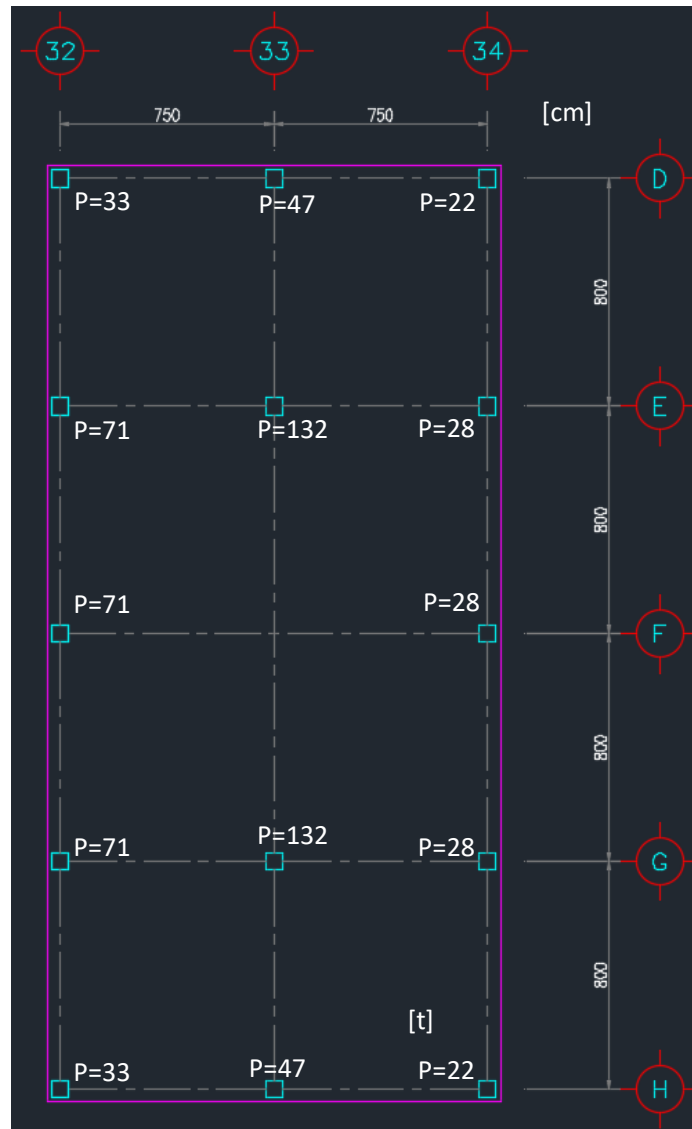 32 33 34
750 750 [cm]
D
P=33 P=47 P=22
800
E
P=71 P=132 P=28
800
P=71 P=28
F
800
P=71 P=132 P=28
G
800
[t]
P=33 P=47 P=22
H